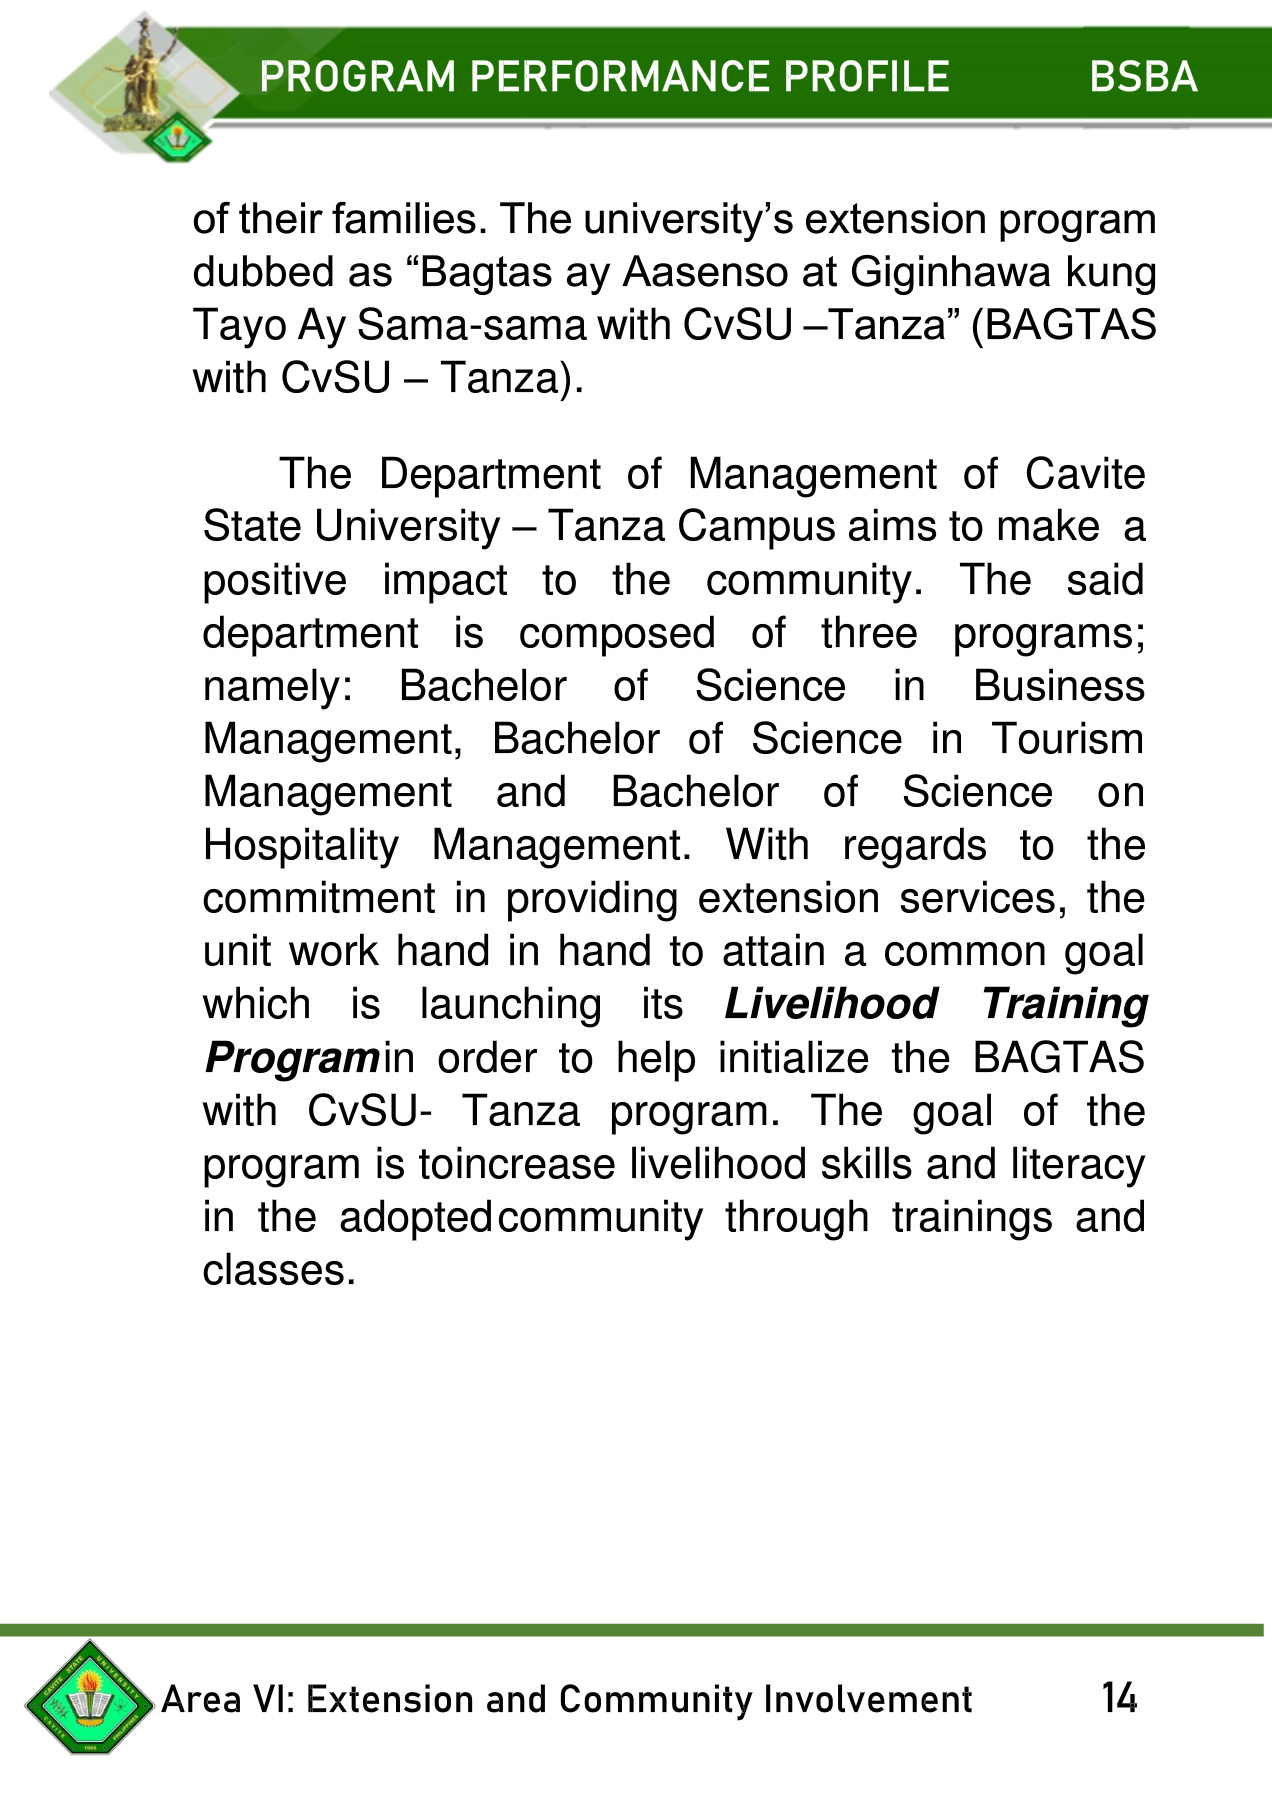 PROGRAM PERFORMANCE PROFILE BSBA
of their families. The university’s extension program
dubbed as “Bagtas ay Aasenso at Giginhawa kung
Tayo Ay Sama-sama with CvSU –Tanza” (BAGTAS
with CvSU – Tanza).
The Department of Management of Cavite
State University – Tanza Campus aims to make a
positive impact to the community. The said
department is composed of three programs;
namely: Bachelor of Science in Business
Management, Bachelor of Science in Tourism
Management and Bachelor of Science on
Hospitality Management. With regards to the
commitment in providing extension services, the
unit work hand in hand to attain a common goal
which is launching its Livelihood Training
Programin order to help initialize the BAGTAS
with CvSU- Tanza program. The goal of the
program is toincrease livelihood skills and literacy
in the adoptedcommunity through trainings and
classes.
CAVITE STATE UNIVERSITY
CAVITE PHILIPPINES
1906
Area VI: Extension and Community Involvement 14